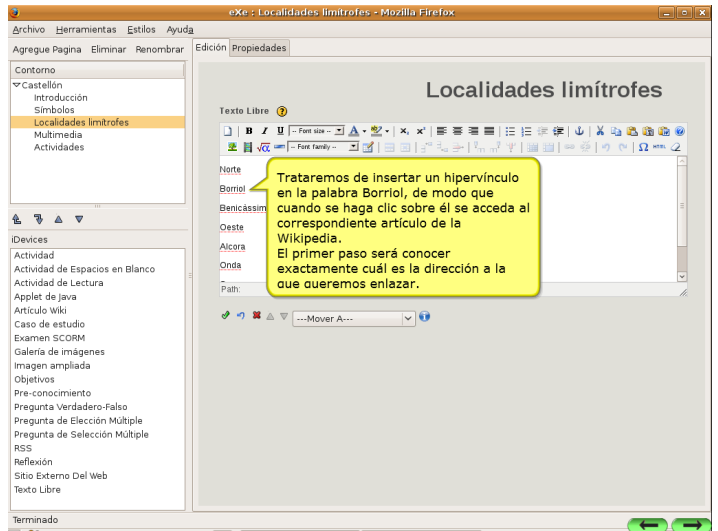 eXe : Localidades limítrofes - Mozilla Firefox
Archivo Herramientas Estilos Ayuda
Agregue Pagina Eliminar Renombrar
Edición Propiedades
Contorno
Castellón
Introducción
Símbolos
Localidades limítrofes
Multimedia
Actividades
iDevices
Actividad
Actividad de Espacios en Blanco
Actividad de Lectura
Applet de Java
Artículo Wiki
Caso de estudio
Examen SCORM
Galería de imágenes
Imagen ampliada
Objetivos
Pre-conocimiento
Pregunta Verdadero-Falso
Pregunta de Elección Múltiple
Pregunta de Selección Múltiple
RSS
Reflexión
Sitio Externo Del Web
Texto Libre
Localidades limítrofes
Texto Libre
-- Font size --
-- Font family --
HTML
Norte
Borriol
Benicàssim
Oeste
Alcora
Onda
Path:
Trataremos de insertar un hipervínculo
en la palabra Borriol, de modo que
cuando se haga clic sobre él se acceda al
correspondiente artículo de la
Wikipedia.
El primer paso será conocer
exactamente cuál es la dirección a la
que queremos enlazar.
---Mover A---
Terminado